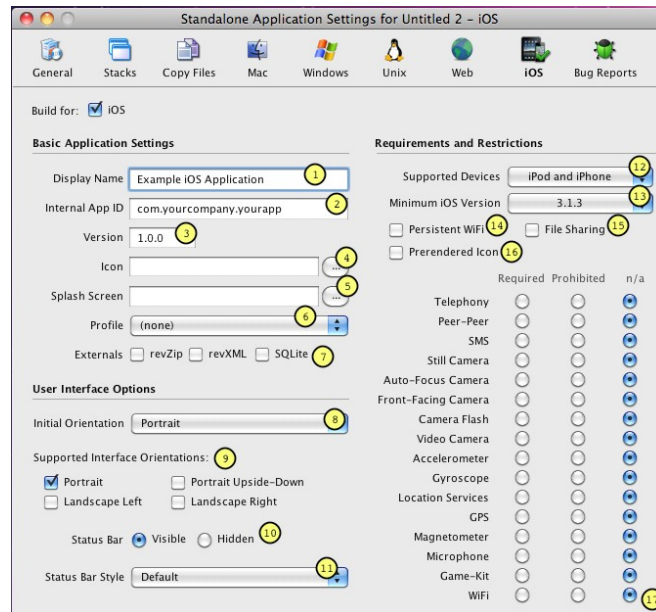 Standalone Application Settings for Untitled 2 - iOS
General Stacks Copy Files Mac Windows Unix Web iOS Bug Reports
Build for: iOS
Basic Application Settings
Display Name Example iOS Application 1
Internal App ID com.yourcompany.yourapp 2
Version 1.0.0 3
Icon ... 4
Splash Screen ... 5
Profile (none) 6
Externals revZip revXML SQLite 7
User Interface Options
Initial Orientation Portrait 8
Supported Interface Orientations: 9
Portrait Portrait Upside-Down
Landscape Left Landscape Right
Status Bar Visible Hidden 10
Status Bar Style Default 11
Requirements and Restrictions
Supported Devices iPod and iPhone 12
Minimum iOS Version 3.1.3 13
Persistent WiFi 14 File Sharing 15
Prerendered Icon 16
Required Prohibited n/a
Telephony
Peer-Peer
SMS
Still Camera
Auto-Focus Camera
Front-Facing Camera
Camera Flash
Video Camera
Accelerometer
Gyroscope
Location Services
GPS
Magnetometer
Microphone
Game-Kit
WiFi 17